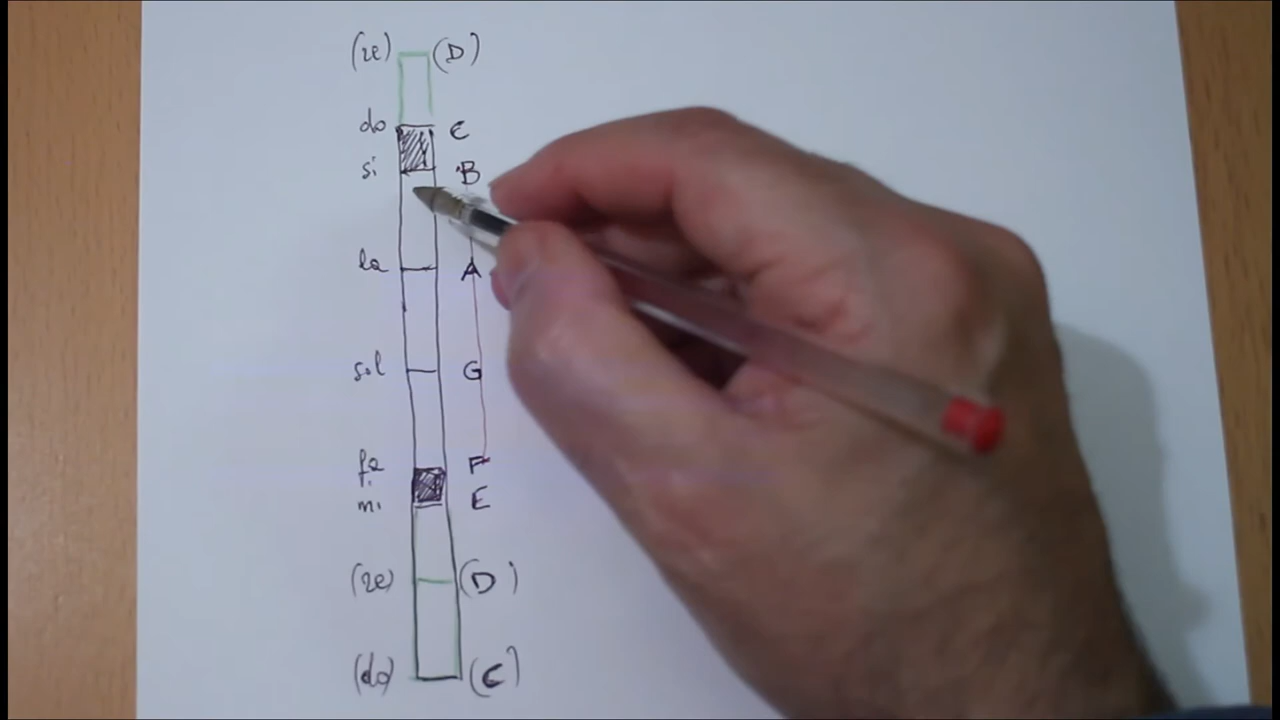 (re) (D)
do C
si B
la A
sol G
fa F
mi E
(re) (D)
(do) (C)